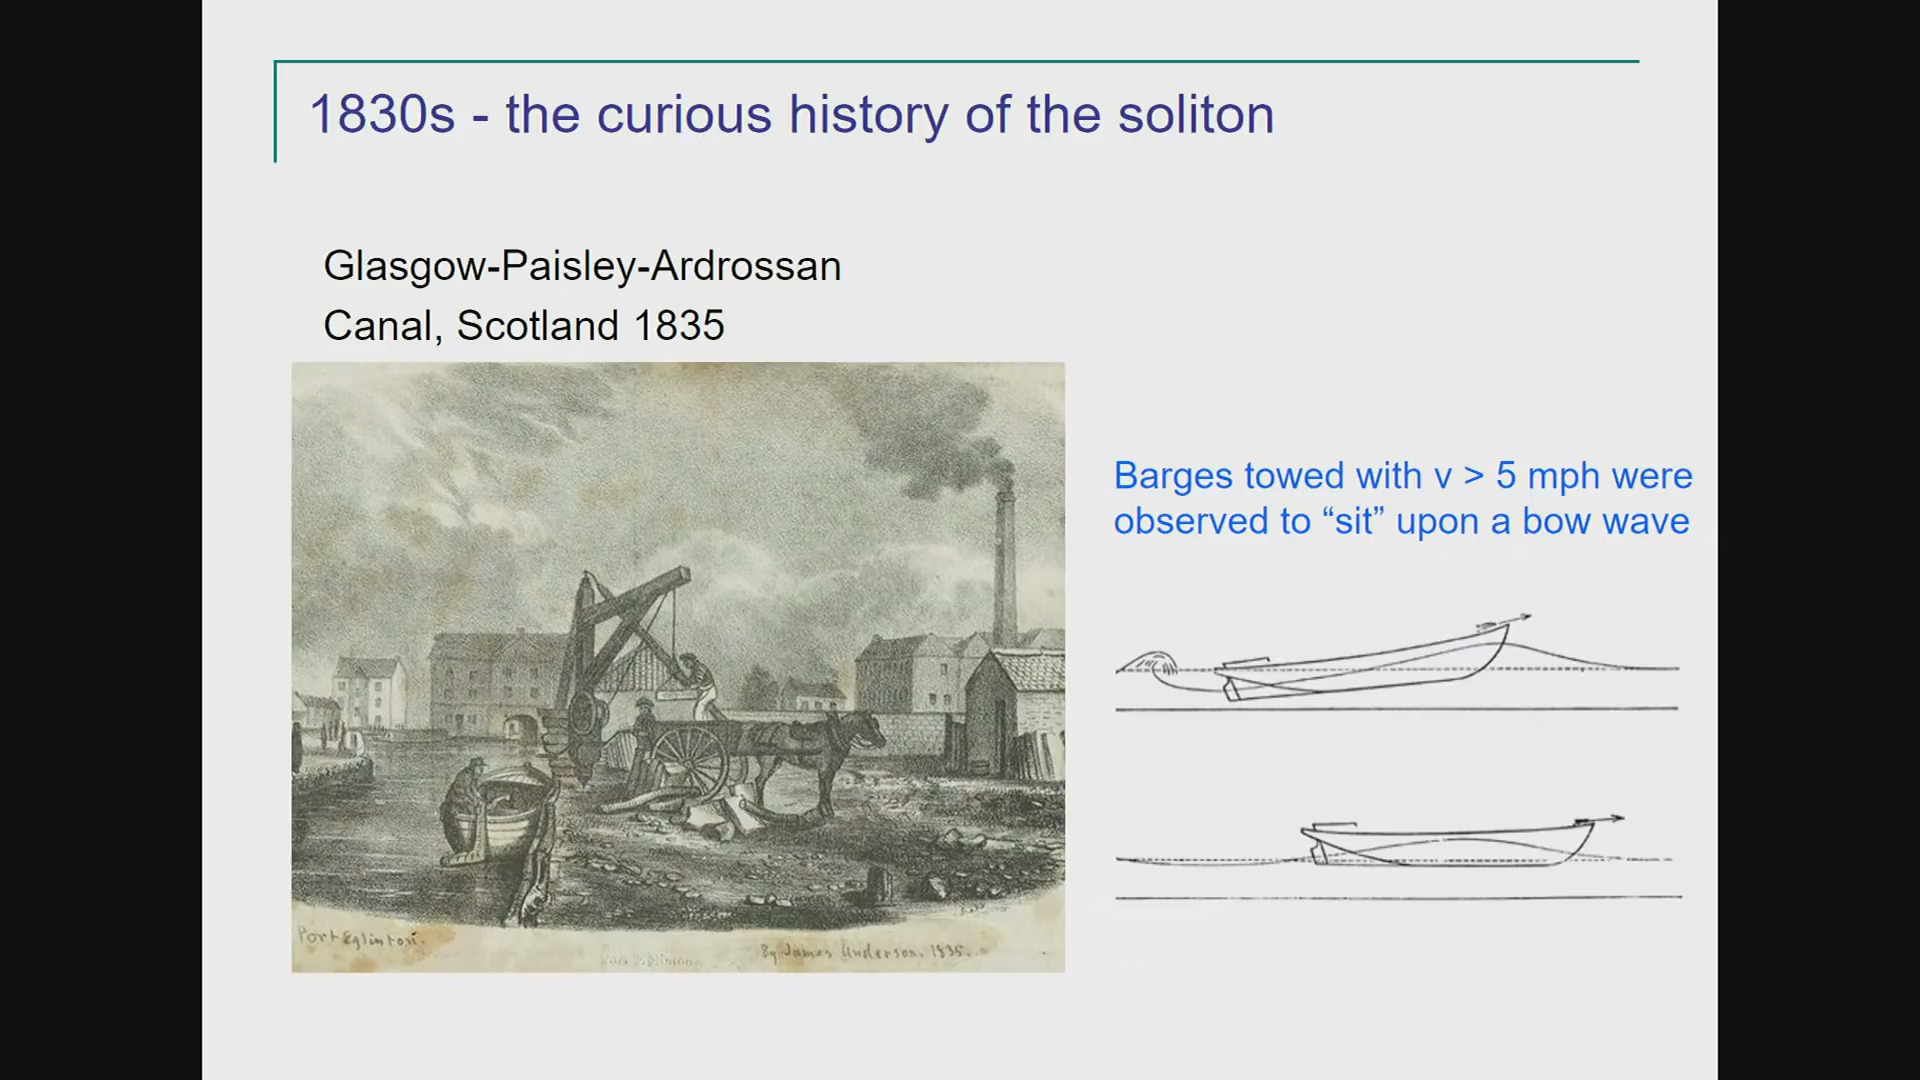 1830s - the curious history of the soliton
Glasgow-Paisley-Ardrossan
Canal, Scotland 1835
Barges towed with v > 5 mph were
observed to “sit” upon a bow wave
Port Eglinton.
By James Anderson. 1835.